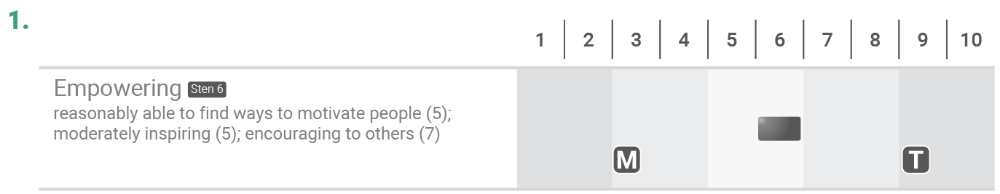 1.
1 2 3 4 5 6 7 8 9 10
Empowering Sten 6
reasonably able to find ways to motivate people (5);
moderately inspiring (5); encouraging to others (7)
M T